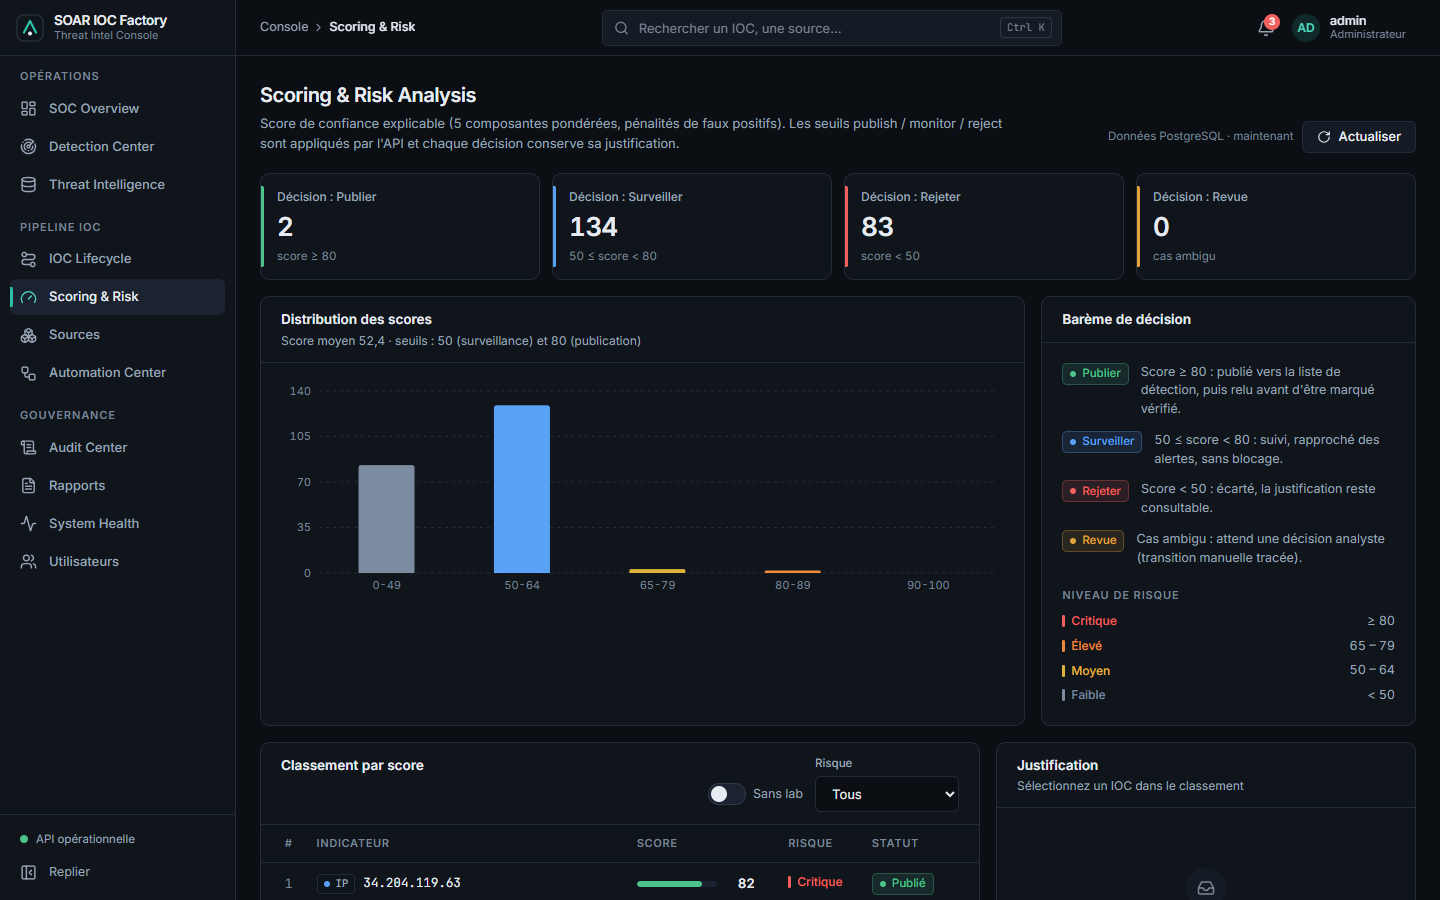 SOAR IOC Factory
Threat Intel Console
OPÉRATIONS
SOC Overview
Detection Center
Threat Intelligence
PIPELINE IOC
IOC Lifecycle
Scoring & Risk
Sources
Automation Center
GOUVERNANCE
Audit Center
Rapports
System Health
Utilisateurs
API opérationnelle
Replier
Console > Scoring & Risk
Rechercher un IOC, une source...
Ctrl K
3
AD
admin
Administrateur
Scoring & Risk Analysis
Score de confiance explicable (5 composantes pondérées, pénalités de faux positifs). Les seuils publish / monitor / reject
sont appliqués par l'API et chaque décision conserve sa justification.
Données PostgreSQL · maintenant
Actualiser
Décision : Publier
2
score ≥ 80
Décision : Surveiller
134
50 ≤ score < 80
Décision : Rejeter
83
score < 50
Décision : Revue
0
cas ambigu
Distribution des scores
Score moyen 52,4 · seuils : 50 (surveillance) et 80 (publication)
140
105
70
35
0
0-49 50-64 65-79 80-89 90-100
Barème de décision
Publier
Score ≥ 80 : publié vers la liste de
détection, puis relu avant d'être marqué
vérifié.
Surveiller
50 ≤ score < 80 : suivi, rapproché des
alertes, sans blocage.
Rejeter
Score < 50 : écarté, la justification reste
consultable.
Revue
Cas ambigu : attend une décision analyste
(transition manuelle tracée).
NIVEAU DE RISQUE
Critique ≥ 80
Élevé 65 – 79
Moyen 50 – 64
Faible < 50
Classement par score
Sans lab
Risque
Tous
# INDICATEUR SCORE RISQUE STATUT
1 IP 34.204.119.63 82 Critique Publié
Justification
Sélectionnez un IOC dans le classement